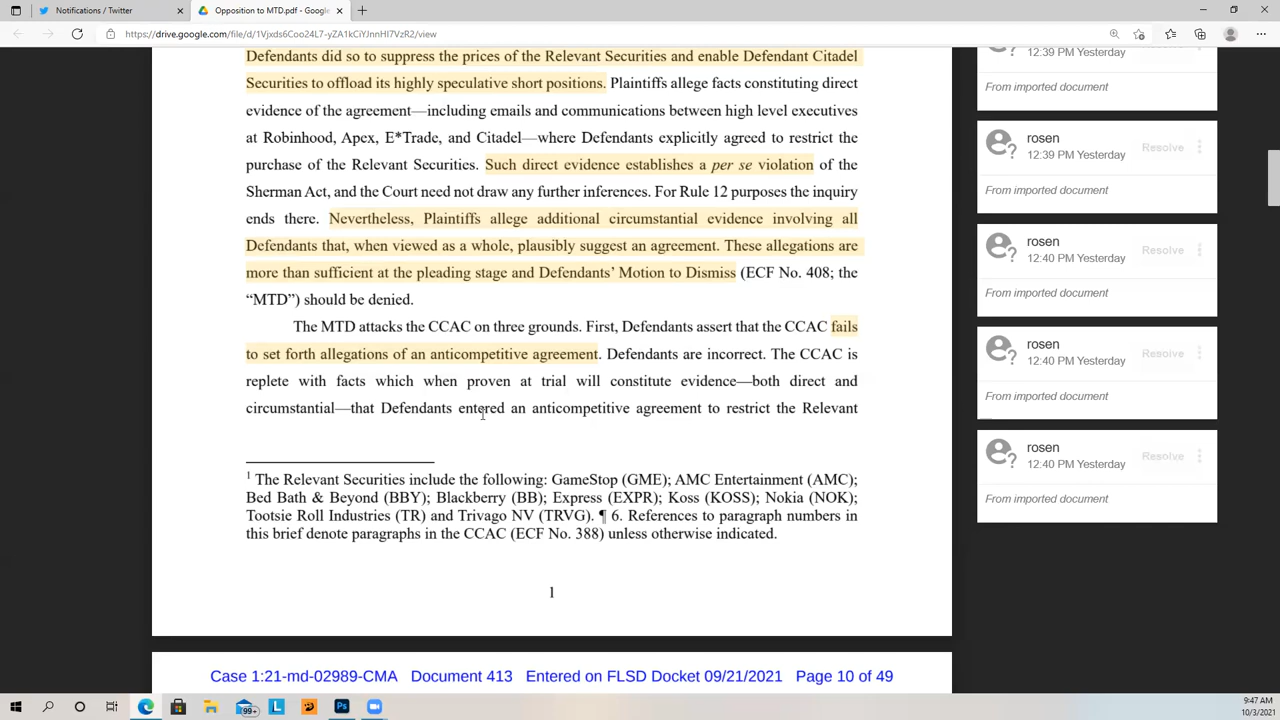 Notifications / Twitter
Opposition to MTD.pdf - Google
https://drive.google.com/file/d/1Vjxds6Coo24L7-yZA1kCiYJnnHI7VzR2/view
Defendants did so to suppress the prices of the Relevant Securities and enable Defendant Citadel
Securities to offload its highly speculative short positions. Plaintiffs allege facts constituting direct
evidence of the agreement—including emails and communications between high level executives
at Robinhood, Apex, E*Trade, and Citadel—where Defendants explicitly agreed to restrict the
purchase of the Relevant Securities. Such direct evidence establishes a per se violation of the
Sherman Act, and the Court need not draw any further inferences. For Rule 12 purposes the inquiry
ends there. Nevertheless, Plaintiffs allege additional circumstantial evidence involving all
Defendants that, when viewed as a whole, plausibly suggest an agreement. These allegations are
more than sufficient at the pleading stage and Defendants' Motion to Dismiss (ECF No. 408; the
“MTD”) should be denied.
The MTD attacks the CCAC on three grounds. First, Defendants assert that the CCAC fails
to set forth allegations of an anticompetitive agreement. Defendants are incorrect. The CCAC is
replete with facts which when proven at trial will constitute evidence—both direct and
circumstantial—that Defendants entered an anticompetitive agreement to restrict the Relevant
1 The Relevant Securities include the following: GameStop (GME); AMC Entertainment (AMC);
Bed Bath & Beyond (BBY); Blackberry (BB); Express (EXPR); Koss (KOSS); Nokia (NOK);
Tootsie Roll Industries (TR) and Trivago NV (TRVG). ¶ 6. References to paragraph numbers in
this brief denote paragraphs in the CCAC (ECF No. 388) unless otherwise indicated.
1
Case 1:21-md-02989-CMA Document 413 Entered on FLSD Docket 09/21/2021 Page 10 of 49
12:39 PM Yesterday
From imported document
rosen
12:39 PM Yesterday
Resolve
From imported document
rosen
12:40 PM Yesterday
Resolve
From imported document
rosen
12:40 PM Yesterday
Resolve
From imported document
rosen
12:40 PM Yesterday
Resolve
From imported document
99+
L
Ps
9:47 AM
10/3/2021